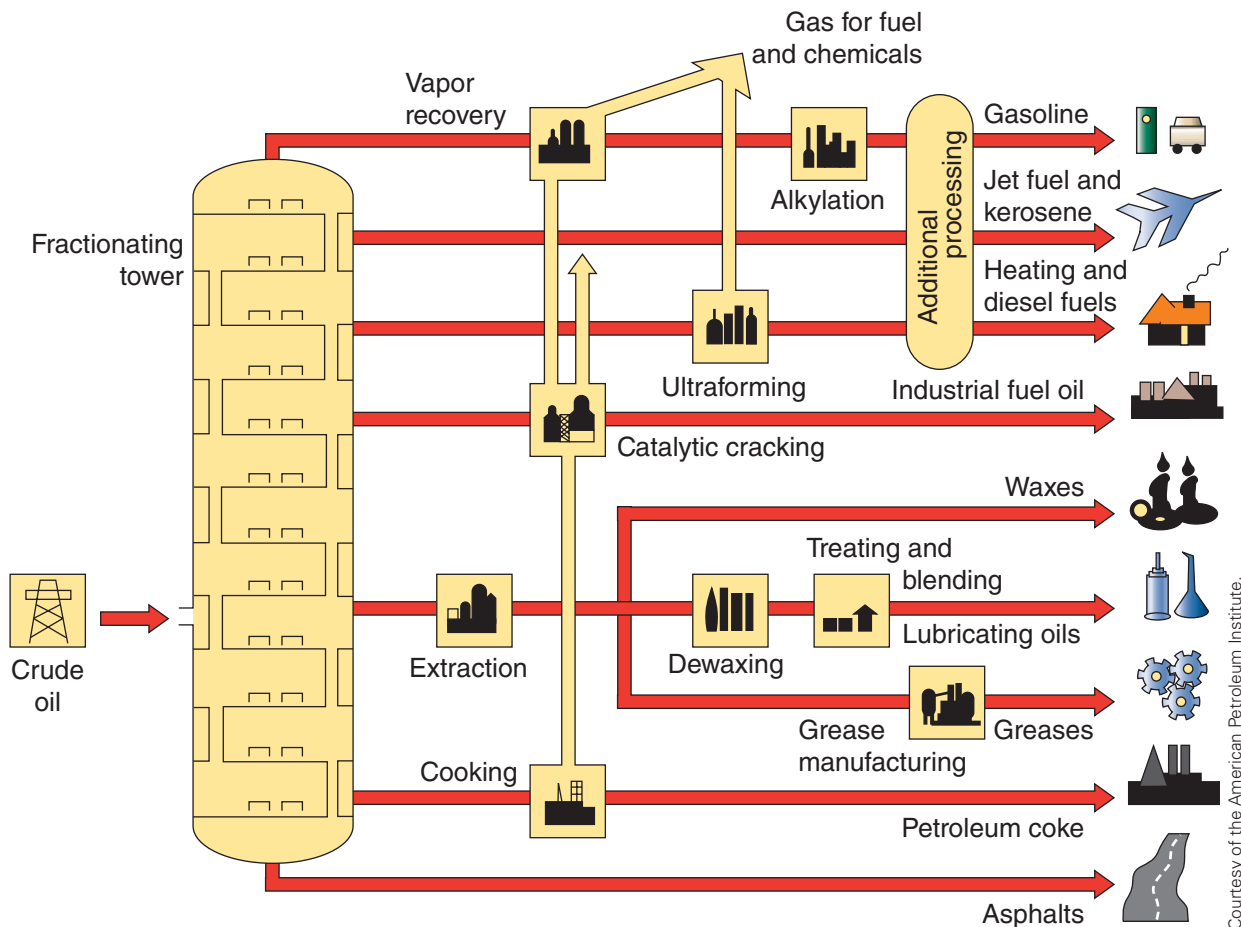 Gas for fuel
and chemicals
Vapor
recovery
Gasoline
Alkylation
Additional
processing
Jet fuel and
kerosene
Fractionating
tower
Heating and
diesel fuels
Ultraforming
Industrial fuel oil
Catalytic cracking
Waxes
Treating and
blending
Crude
oil
Extraction
Dewaxing
Lubricating oils
Grease
manufacturing
Greases
Cooking
Petroleum coke
Asphalts
Courtesy of the American Petroleum Institute.